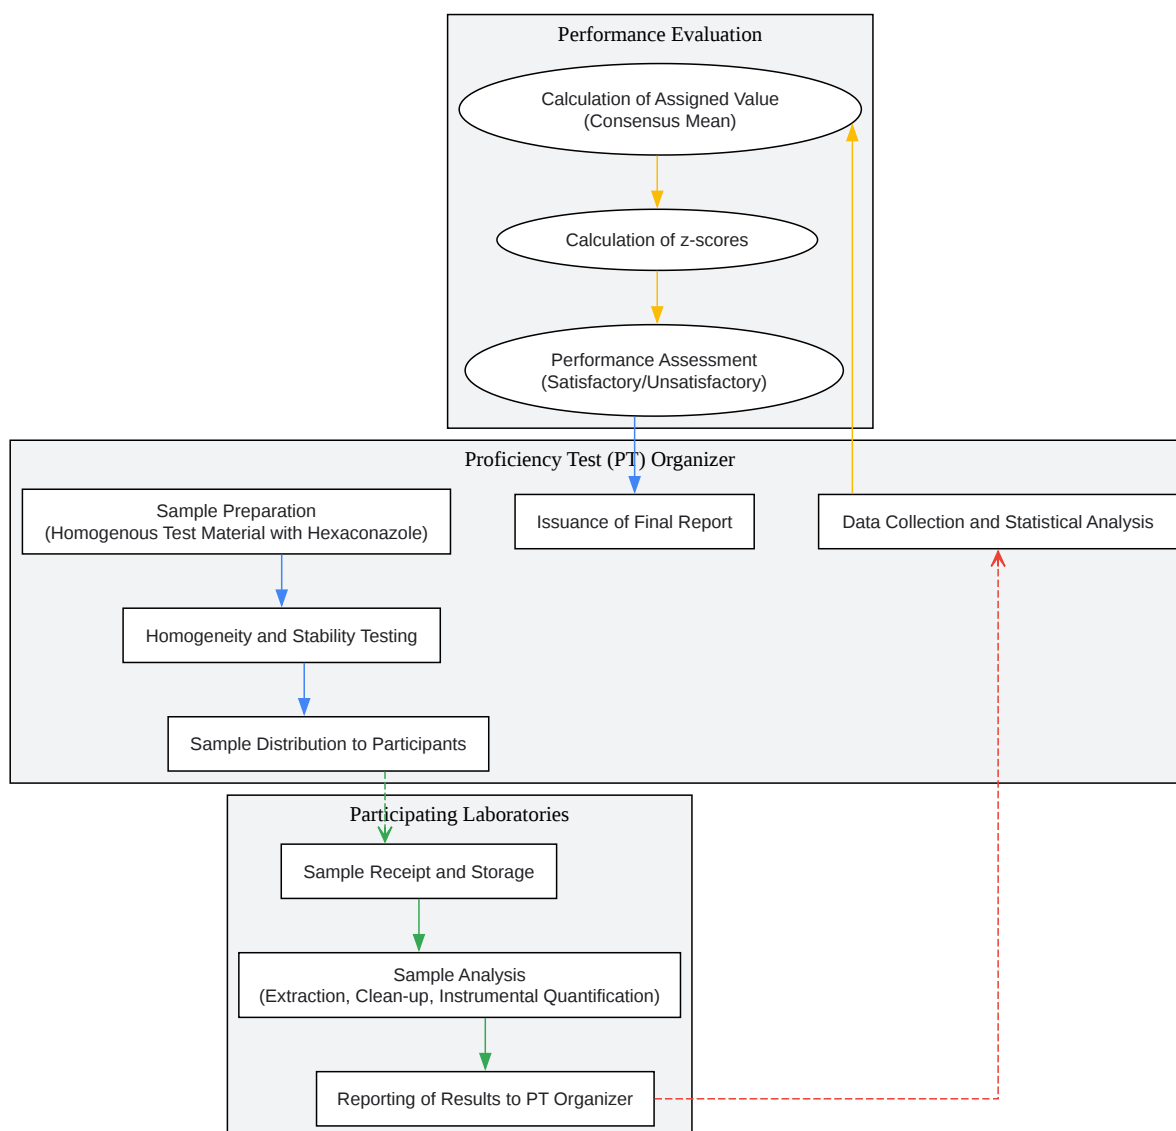 Performance Evaluation
Calculation of Assigned Value
(Consensus Mean)
Calculation of z-scores
Performance Assessment
(Satisfactory/Unsatisfactory)
Proficiency Test (PT) Organizer
Sample Preparation
(Homogenous Test Material with Hexaconazole)
Issuance of Final Report
Data Collection and Statistical Analysis
Homogeneity and Stability Testing
Sample Distribution to Participants
Participating Laboratories
Sample Receipt and Storage
Sample Analysis
(Extraction, Clean-up, Instrumental Quantification)
Reporting of Results to PT Organizer